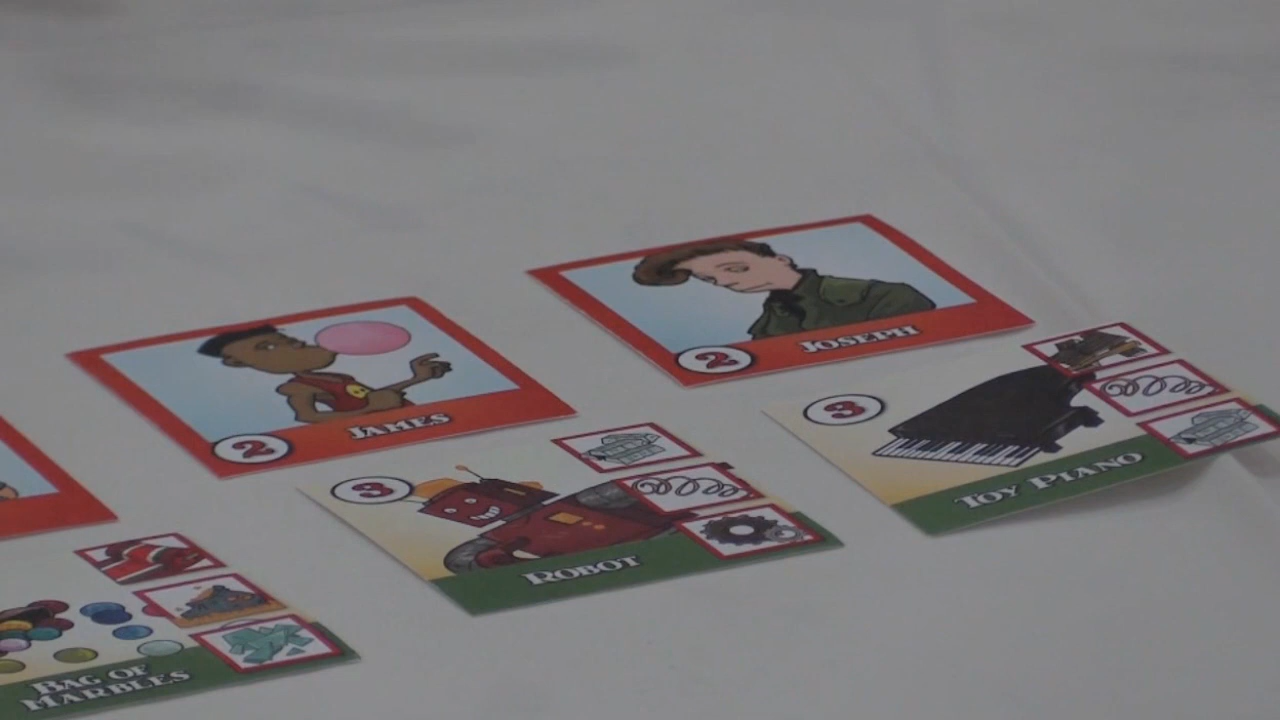 2 JOSEPH
2 JAMES
3 TOY PIANO
3 ROBOT
BAG OF
MARBLES